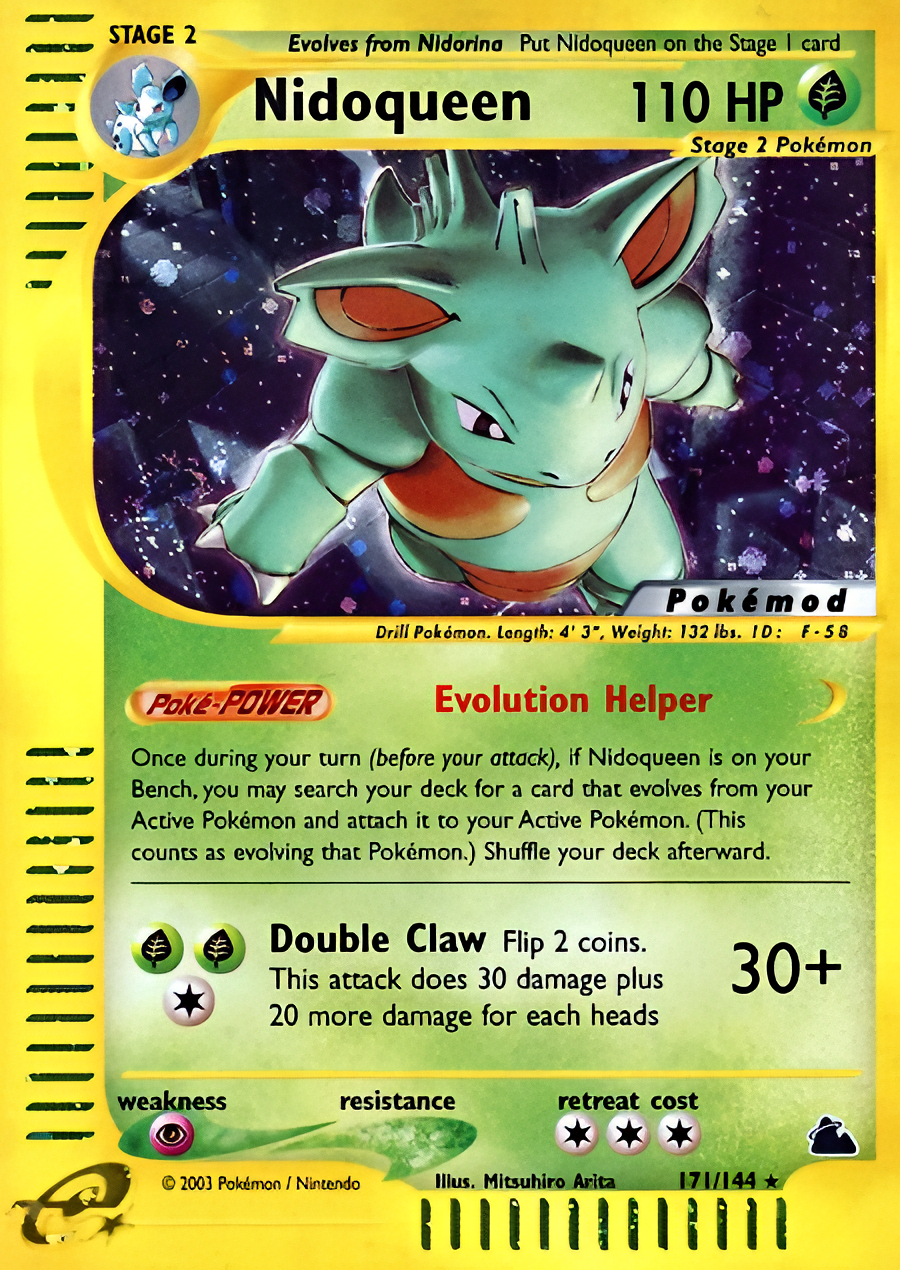 STAGE 2
Evolves from Nidorina Put Nidoqueen on the Stage 1 card
Nidoqueen 110 HP
Stage 2 Pokémon
Pokémod
Drill Pokémon. Length: 4' 3", Weight: 132 lbs. ID: F-58
Poké-POWER Evolution Helper
Once during your turn (before your attack), if Nidoqueen is on your
Bench, you may search your deck for a card that evolves from your
Active Pokémon and attach it to your Active Pokémon. (This
counts as evolving that Pokémon.) Shuffle your deck afterward.
Double Claw Flip 2 coins.
This attack does 30 damage plus
20 more damage for each heads
30+
weakness resistance retreat cost
© 2003 Pokémon / Nintendo Illus. Mitsuhiro Arita 171/144 ★
e